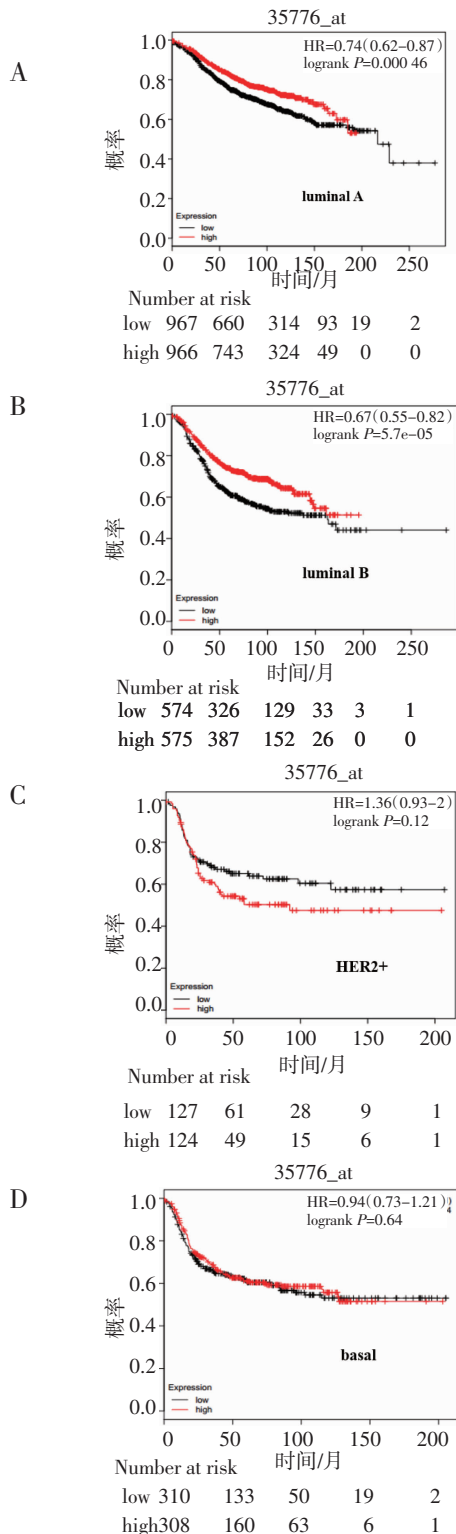 A
35776_at
HR=0.74(0.62-0.87)
logrank P=0.000 46
1.0
0.8
0.6
0.4
0.2
0.0
概率
luminal A
Expression
low
high
0 50 100 150 200 250
时间/月
Number at risk
low 967 660 314 93 19 2
high 966 743 324 49 0 0
B
35776_at
HR=0.67(0.55-0.82)
logrank P=5.7e-05
1.0
0.8
0.6
0.4
0.2
0.0
概率
luminal B
Expression
low
high
0 50 100 150 200 250
时间/月
Number at risk
low 574 326 129 33 3 1
high 575 387 152 26 0 0
C
35776_at
HR=1.36(0.93-2)
logrank P=0.12
1.0
0.8
0.6
0.4
0.2
0.0
概率
HER2+
Expression
low
high
0 50 100 150 200
时间/月
Number at risk
low 127 61 28 9 1
high 124 49 15 6 1
D
35776_at
HR=0.94(0.73-1.21)
logrank P=0.64
1.0
0.8
0.6
0.4
0.2
0.0
概率
basal
Expression
low
high
0 50 100 150 200
时间/月
Number at risk
low 310 133 50 19 2
high308 160 63 6 1